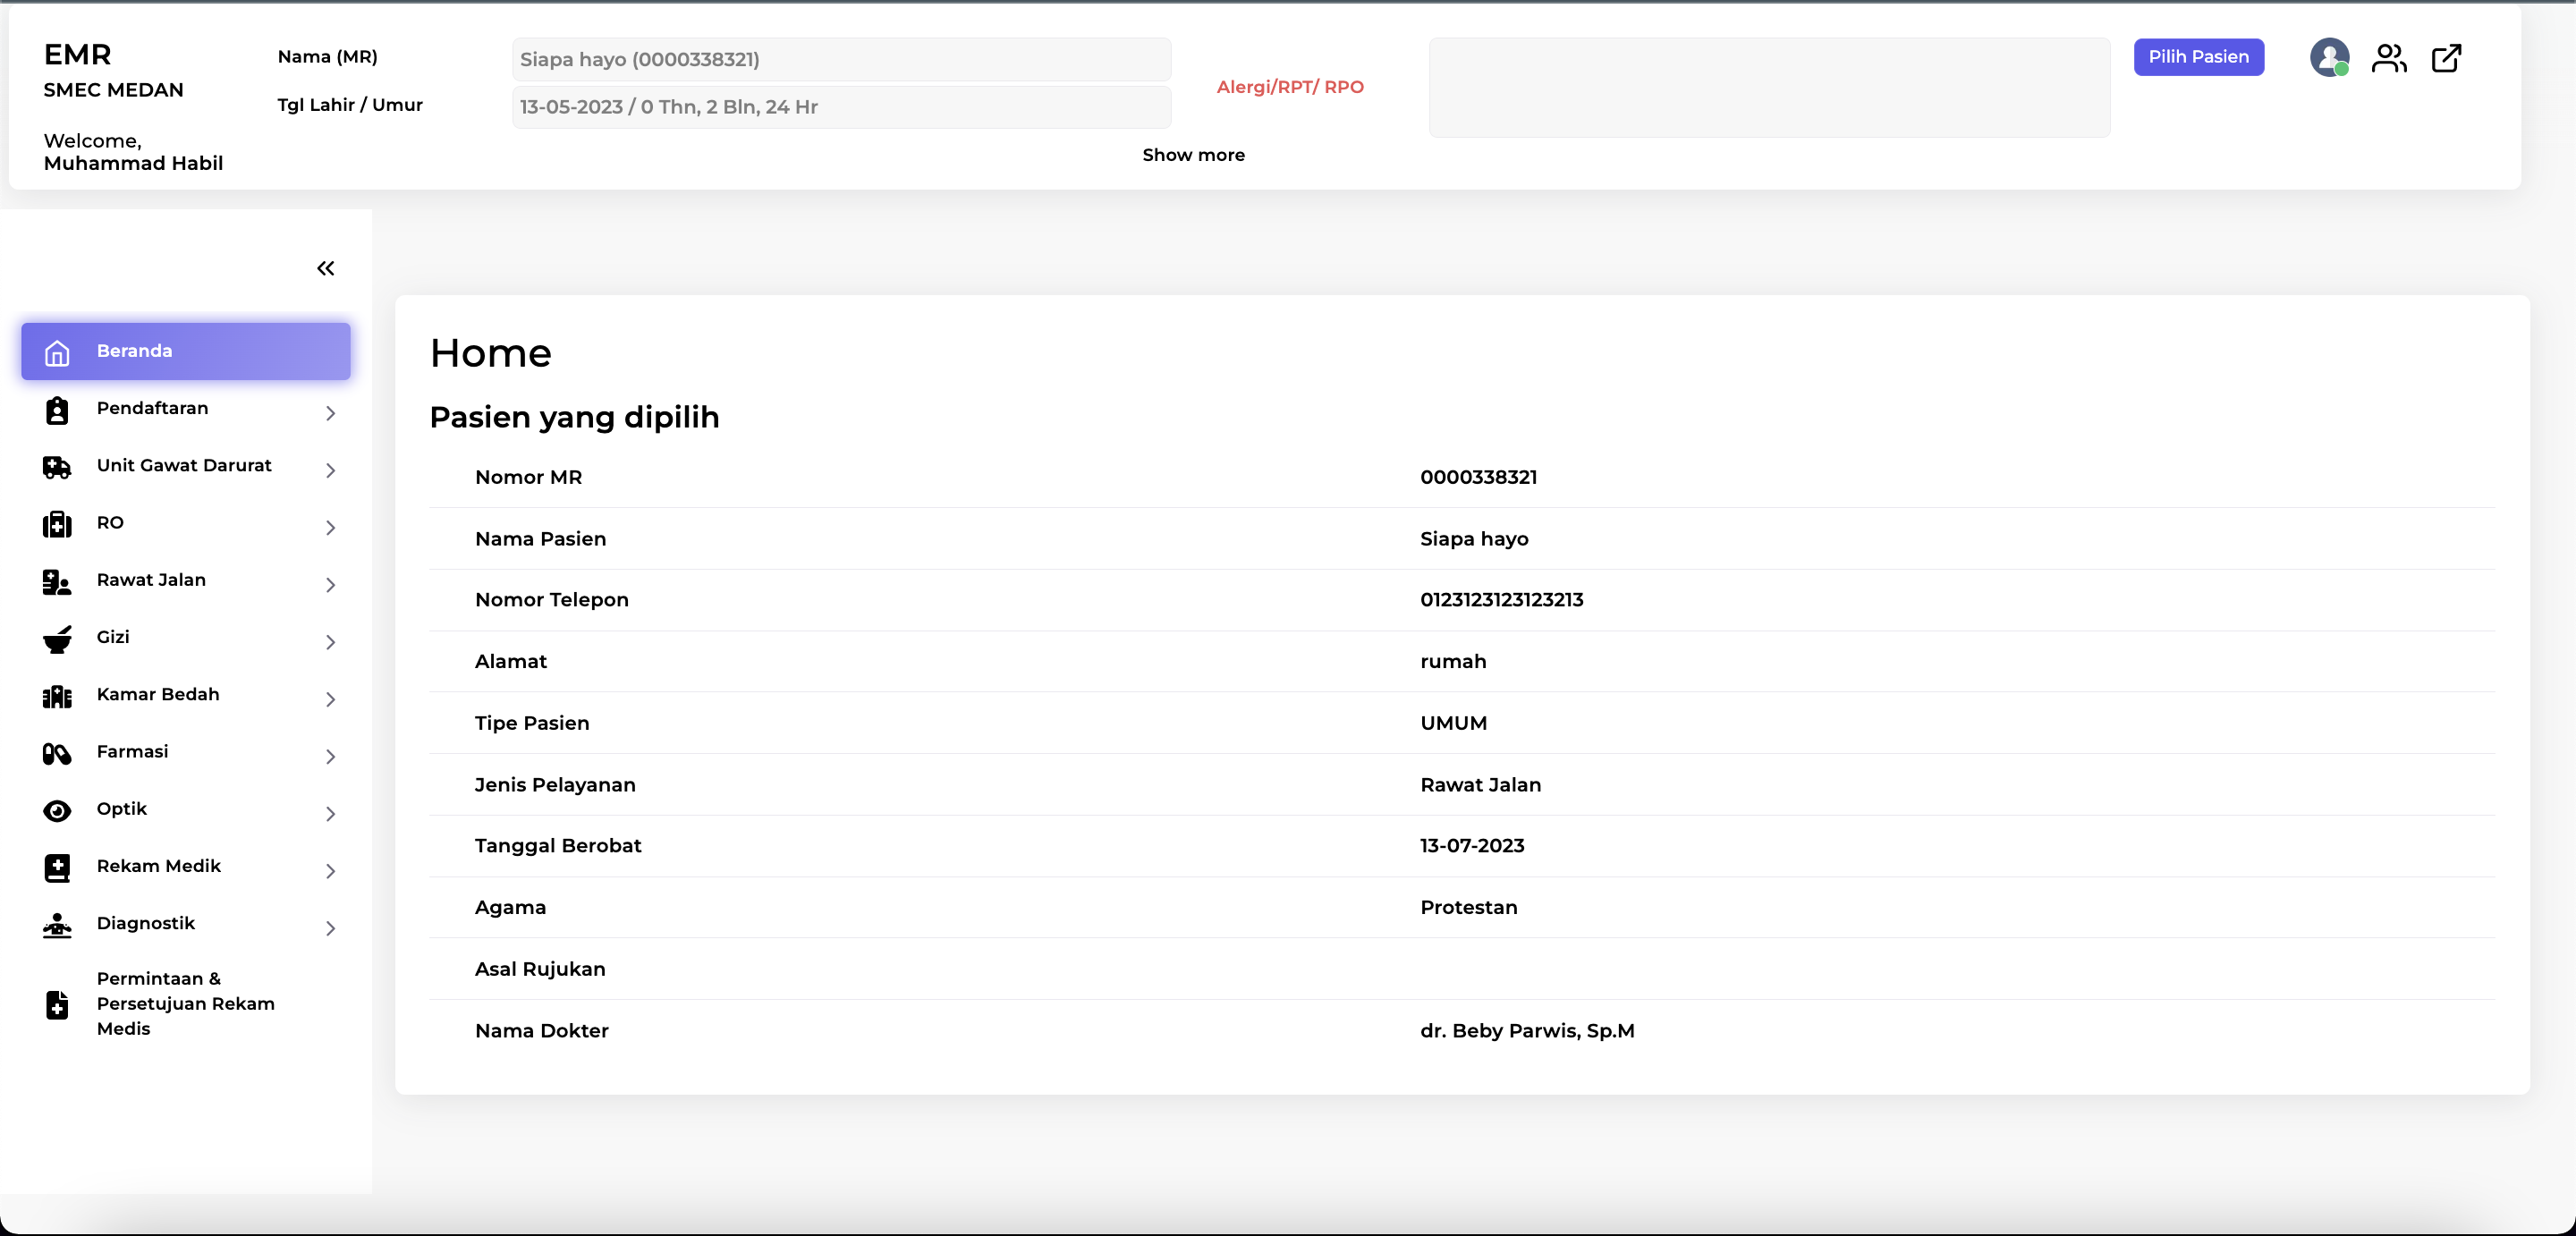 EMR
SMEC MEDAN
Welcome,
Muhammad Habil
Nama (MR)
Siapa hayo (0000338321)
Tgl Lahir / Umur
13-05-2023 / 0 Thn, 2 Bln, 24 Hr
Alergi/RPT/ RPO
Show more
Pilih Pasien
Beranda
Pendaftaran
Unit Gawat Darurat
RO
Rawat Jalan
Gizi
Kamar Bedah
Farmasi
Optik
Rekam Medik
Diagnostik
Permintaan &
Persetujuan Rekam
Medis
Home
Pasien yang dipilih
Nomor MR 0000338321
Nama Pasien Siapa hayo
Nomor Telepon 0123123123123213
Alamat rumah
Tipe Pasien UMUM
Jenis Pelayanan Rawat Jalan
Tanggal Berobat 13-07-2023
Agama Protestan
Asal Rujukan
Nama Dokter dr. Beby Parwis, Sp.M